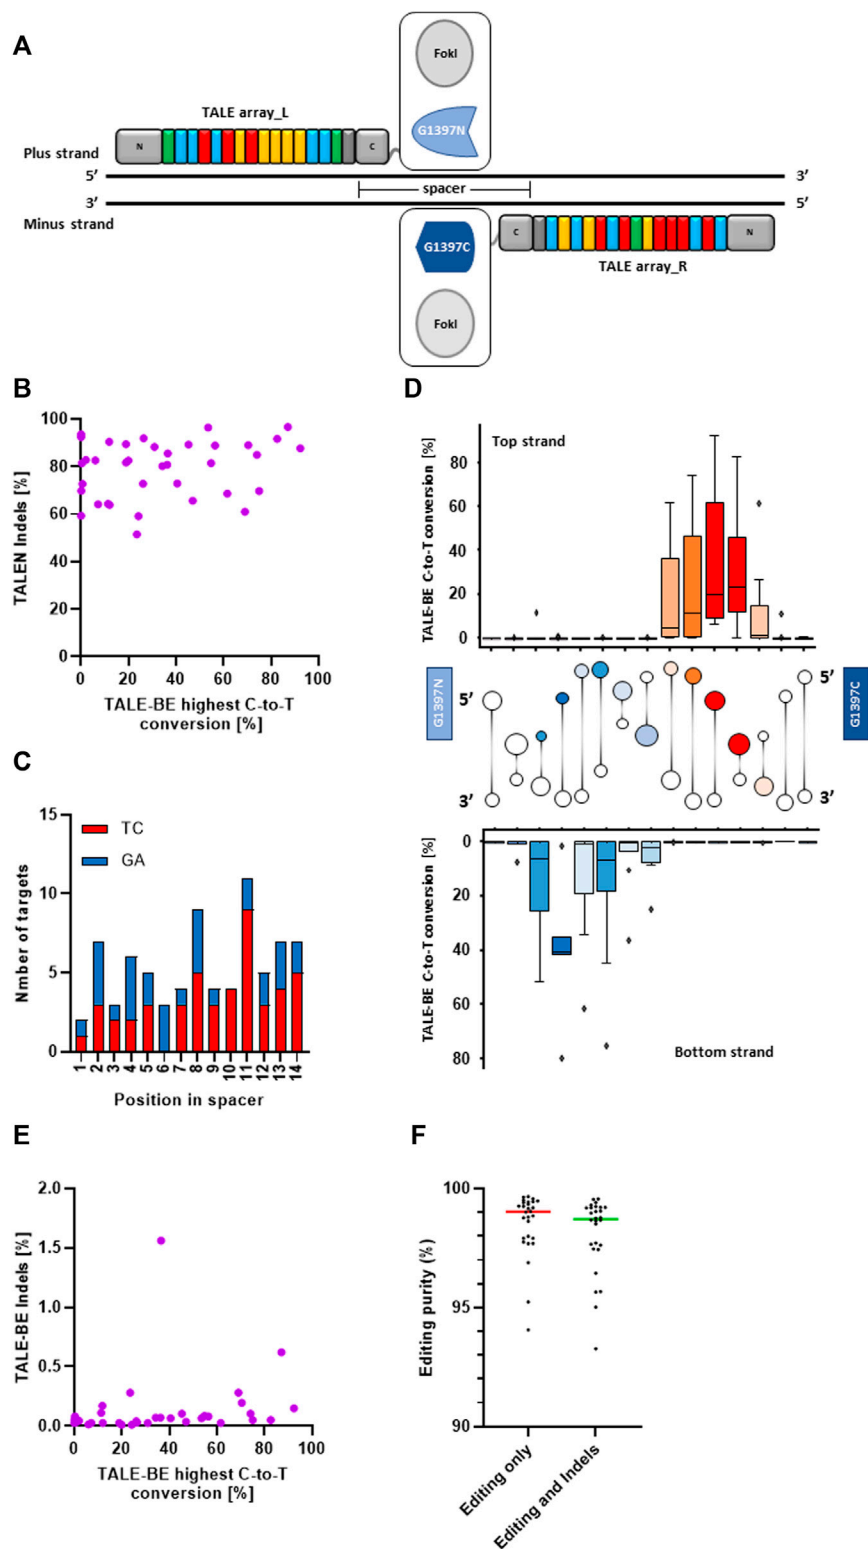 A
FokI
TALE array_L
G1397N
N
C
Plus strand
5’
3’
spacer
3’
5’
Minus strand
G1397C
C
N
TALE array_R
FokI
B
TALEN Indels [%]
100
80
60
40
20
0
0 20 40 60 80 100
TALE-BE highest C-to-T
conversion [%]
C
Nmber of targets
15
10
5
0
TC
GA
1 2 3 4 5 6 7 8 9 10 11 12 13 14
Position in spacer
D
TALE-BE C-to-T conversion [%]
Top strand
80
60
40
20
0
G1397N
5’
3’
5’
3’
G1397C
TALE-BE C-to-T conversion [%]
0
20
40
60
80
Bottom strand
E
TALE-BE Indels [%]
2.0
1.5
1.0
0.5
0.0
0 20 40 60 80 100
TALE-BE highest C-to-T
conversion [%]
F
Editing purity (%)
100
95
90
Editing only
Editing and Indels